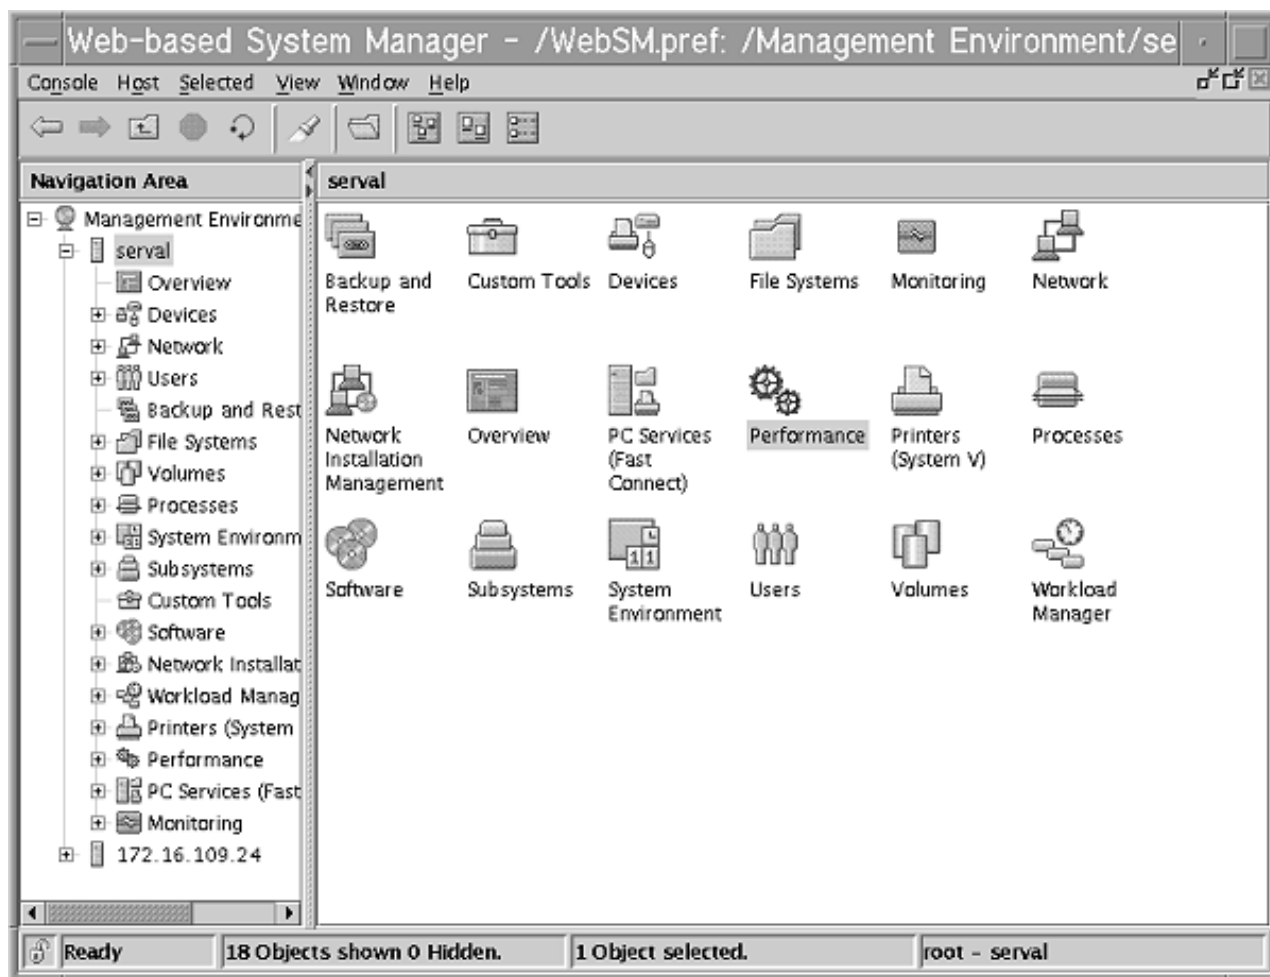 Web-based System Manager - /WebSM.pref: /Management Environment/se
Console Host Selected View Window Help
Navigation Area
serval
Management Environme
serval
Overview
Devices
Network
Users
Backup and Rest
File Systems
Volumes
Processes
System Environm
Subsystems
Custom Tools
Software
Network Installat
Workload Manag
Printers (System
Performance
PC Services (Fast
Monitoring
172.16.109.24
Backup and
Restore
Custom Tools
Devices
File Systems
Monitoring
Network
Network
Installation
Management
Overview
PC Services
(Fast
Connect)
Performance
Printers
(System V)
Processes
Software
Subsystems
System
Environment
Users
Volumes
Workload
Manager
Ready
18 Objects shown 0 Hidden.
1 Object selected.
root - serval